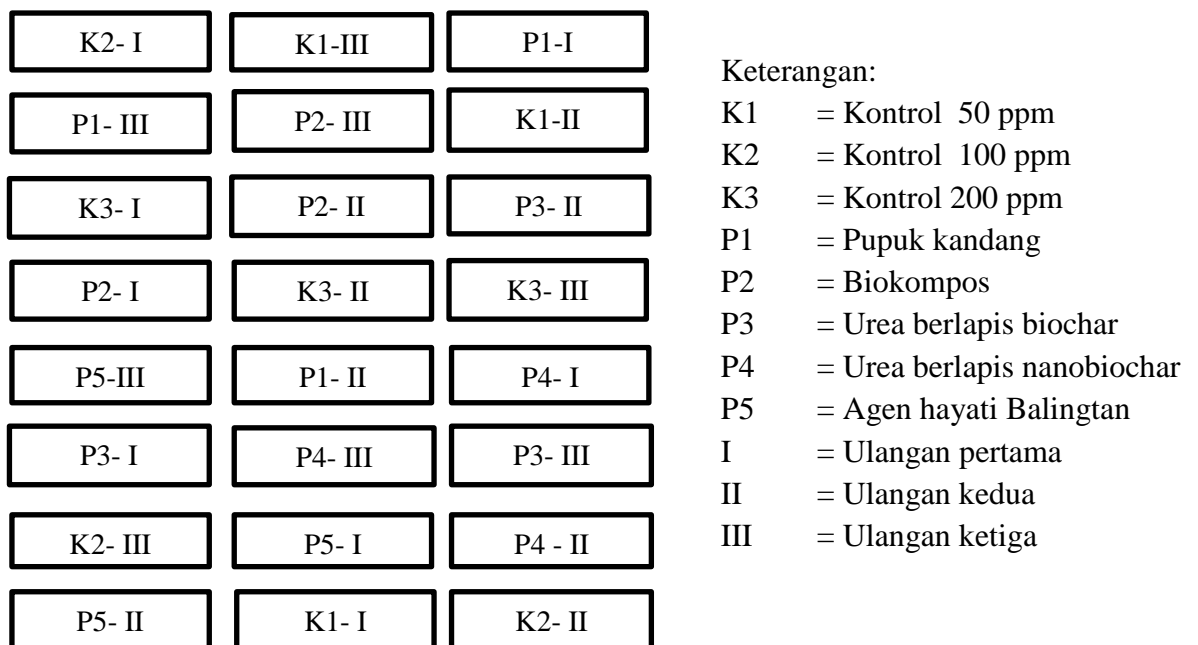 K2- I K1-III P1-I
P1- III P2- III K1-II
K3- I P2- II P3- II
P2- I K3- II K3- III
P5-III P1- II P4- I
P3- I P4- III P3- III
K2- III P5- I P4 - II
P5- II K1- I K2- II
Keterangan:
K1 = Kontrol 50 ppm
K2 = Kontrol 100 ppm
K3 = Kontrol 200 ppm
P1 = Pupuk kandang
P2 = Biokompos
P3 = Urea berlapis biochar
P4 = Urea berlapis nanobiochar
P5 = Agen hayati Balingtan
I = Ulangan pertama
II = Ulangan kedua
III = Ulangan ketiga